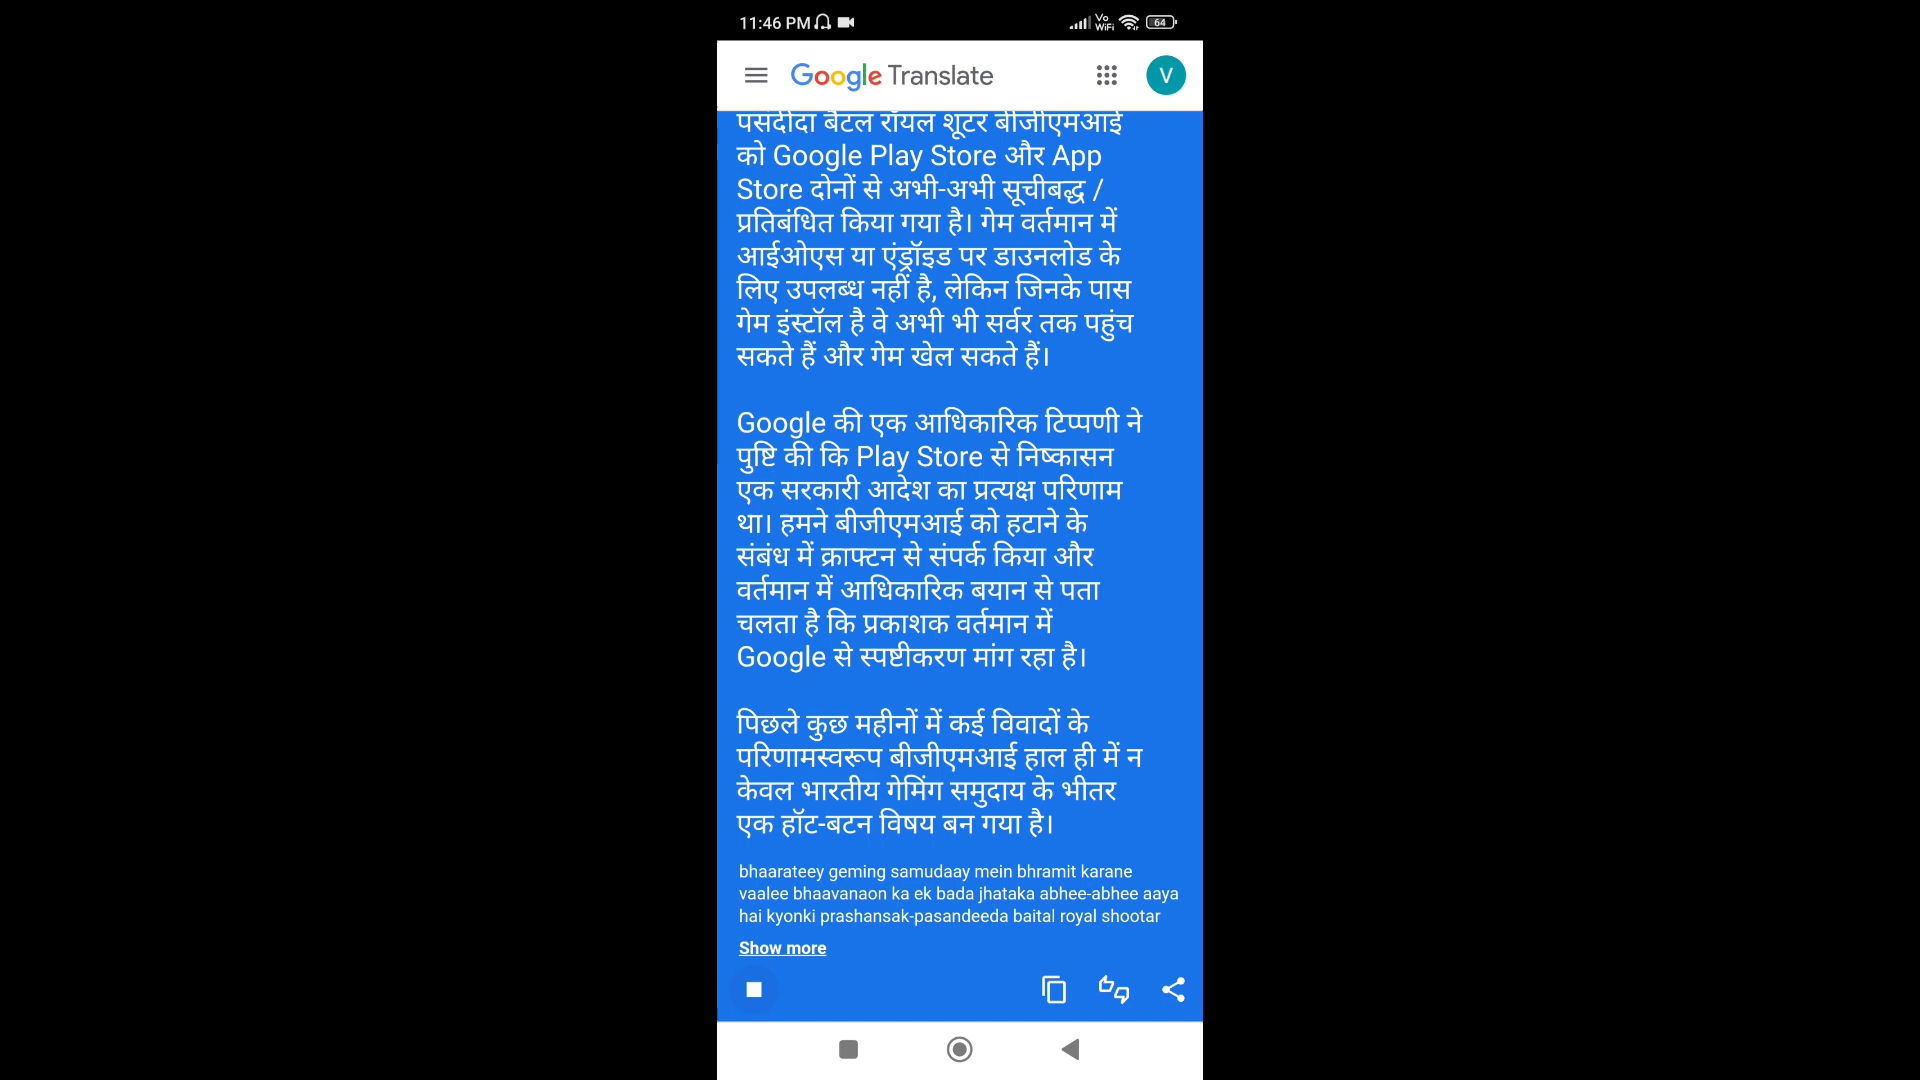 11:46 PM
Vo
WiFi
64
Google Translate
V
पसंदीदा बैटल रॉयल शूटर बीजीएमआई
को Google Play Store और App
Store दोनों से अभी-अभी सूचीबद्ध /
प्रतिबंधित किया गया है। गेम वर्तमान में
आईओएस या एंड्रॉइड पर डाउनलोड के
लिए उपलब्ध नहीं है, लेकिन जिनके पास
गेम इंस्टॉल है वे अभी भी सर्वर तक पहुंच
सकते हैं और गेम खेल सकते हैं।
Google की एक आधिकारिक टिप्पणी ने
पुष्टि की कि Play Store से निष्कासन
एक सरकारी आदेश का प्रत्यक्ष परिणाम
था। हमने बीजीएमआई को हटाने के
संबंध में क्राफ्टन से संपर्क किया और
वर्तमान में आधिकारिक बयान से पता
चलता है कि प्रकाशक वर्तमान में
Google से स्पष्टीकरण मांग रहा है।
पिछले कुछ महीनों में कई विवादों के
परिणामस्वरूप बीजीएमआई हाल ही में न
केवल भारतीय गेमिंग समुदाय के भीतर
एक हॉट-बटन विषय बन गया है।
bhaarateey geming samudaay mein bhramit karane
vaalee bhaavanaon ka ek bada jhataka abhee-abhee aaya
hai kyonki prashansak-pasandeeda baital royal shootar
Show more